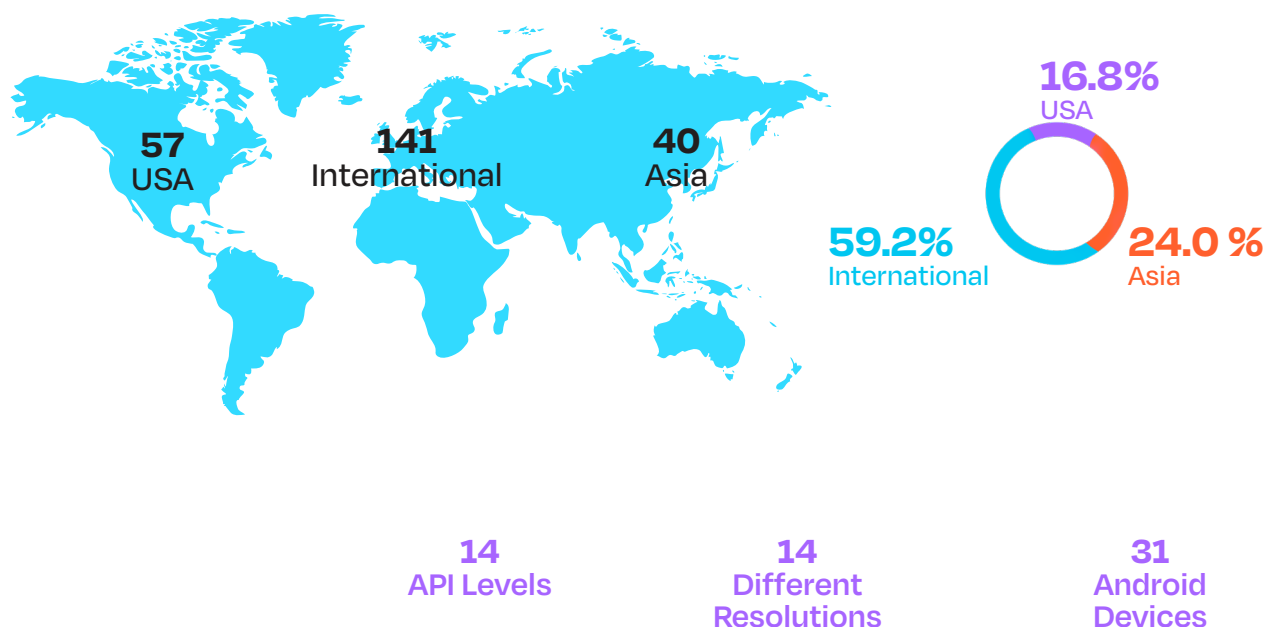 57
USA
141
International
40
Asia
16.8%
USA
59.2%
International
24.0 %
Asia
14
API Levels
14
Different
Resolutions
31
Android
Devices